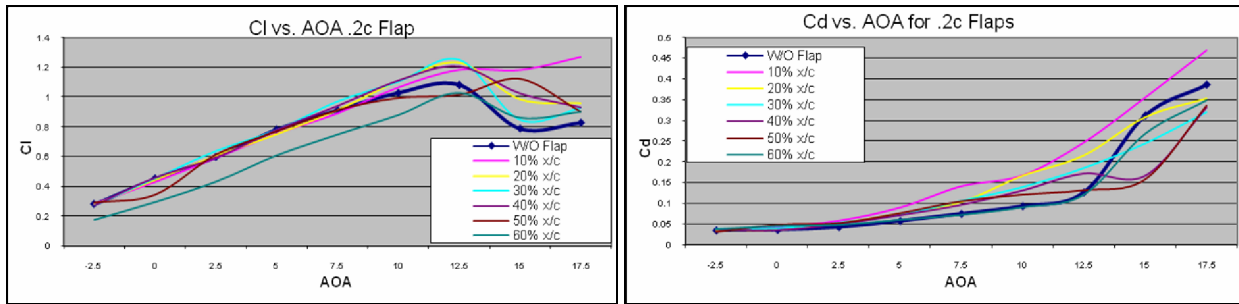 Cl vs. AOA .2c Flap
1.4
1.2
1
0.8
0.6
0.4
0.2
0
Cl
-2.5 0 2.5 5 7.5 10 12.5 15 17.5
AOA
W/O Flap
10% x/c
20% x/c
30% x/c
40% x/c
50% x/c
60% x/c
Cd vs. AOA for .2c Flaps
0.5
0.45
0.4
0.35
0.3
0.25
0.2
0.15
0.1
0.05
0
Cd
-2.5 0 2.5 5 7.5 10 12.5 15 17.5
AOA
W/O Flap
10% x/c
20% x/c
30% x/c
40% x/c
50% x/c
60% x/c